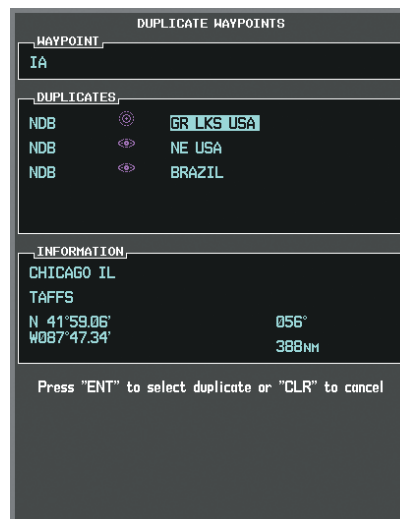 DUPLICATE WAYPOINTS
WAYPOINT
IA
DUPLICATES
NDB GR LKS USA
NDB NE USA
NDB BRAZIL
INFORMATION
CHICAGO IL
TAFFS
N 41°59.06' 056°
W087°47.34' 388NM
Press "ENT" to select duplicate or "CLR" to cancel